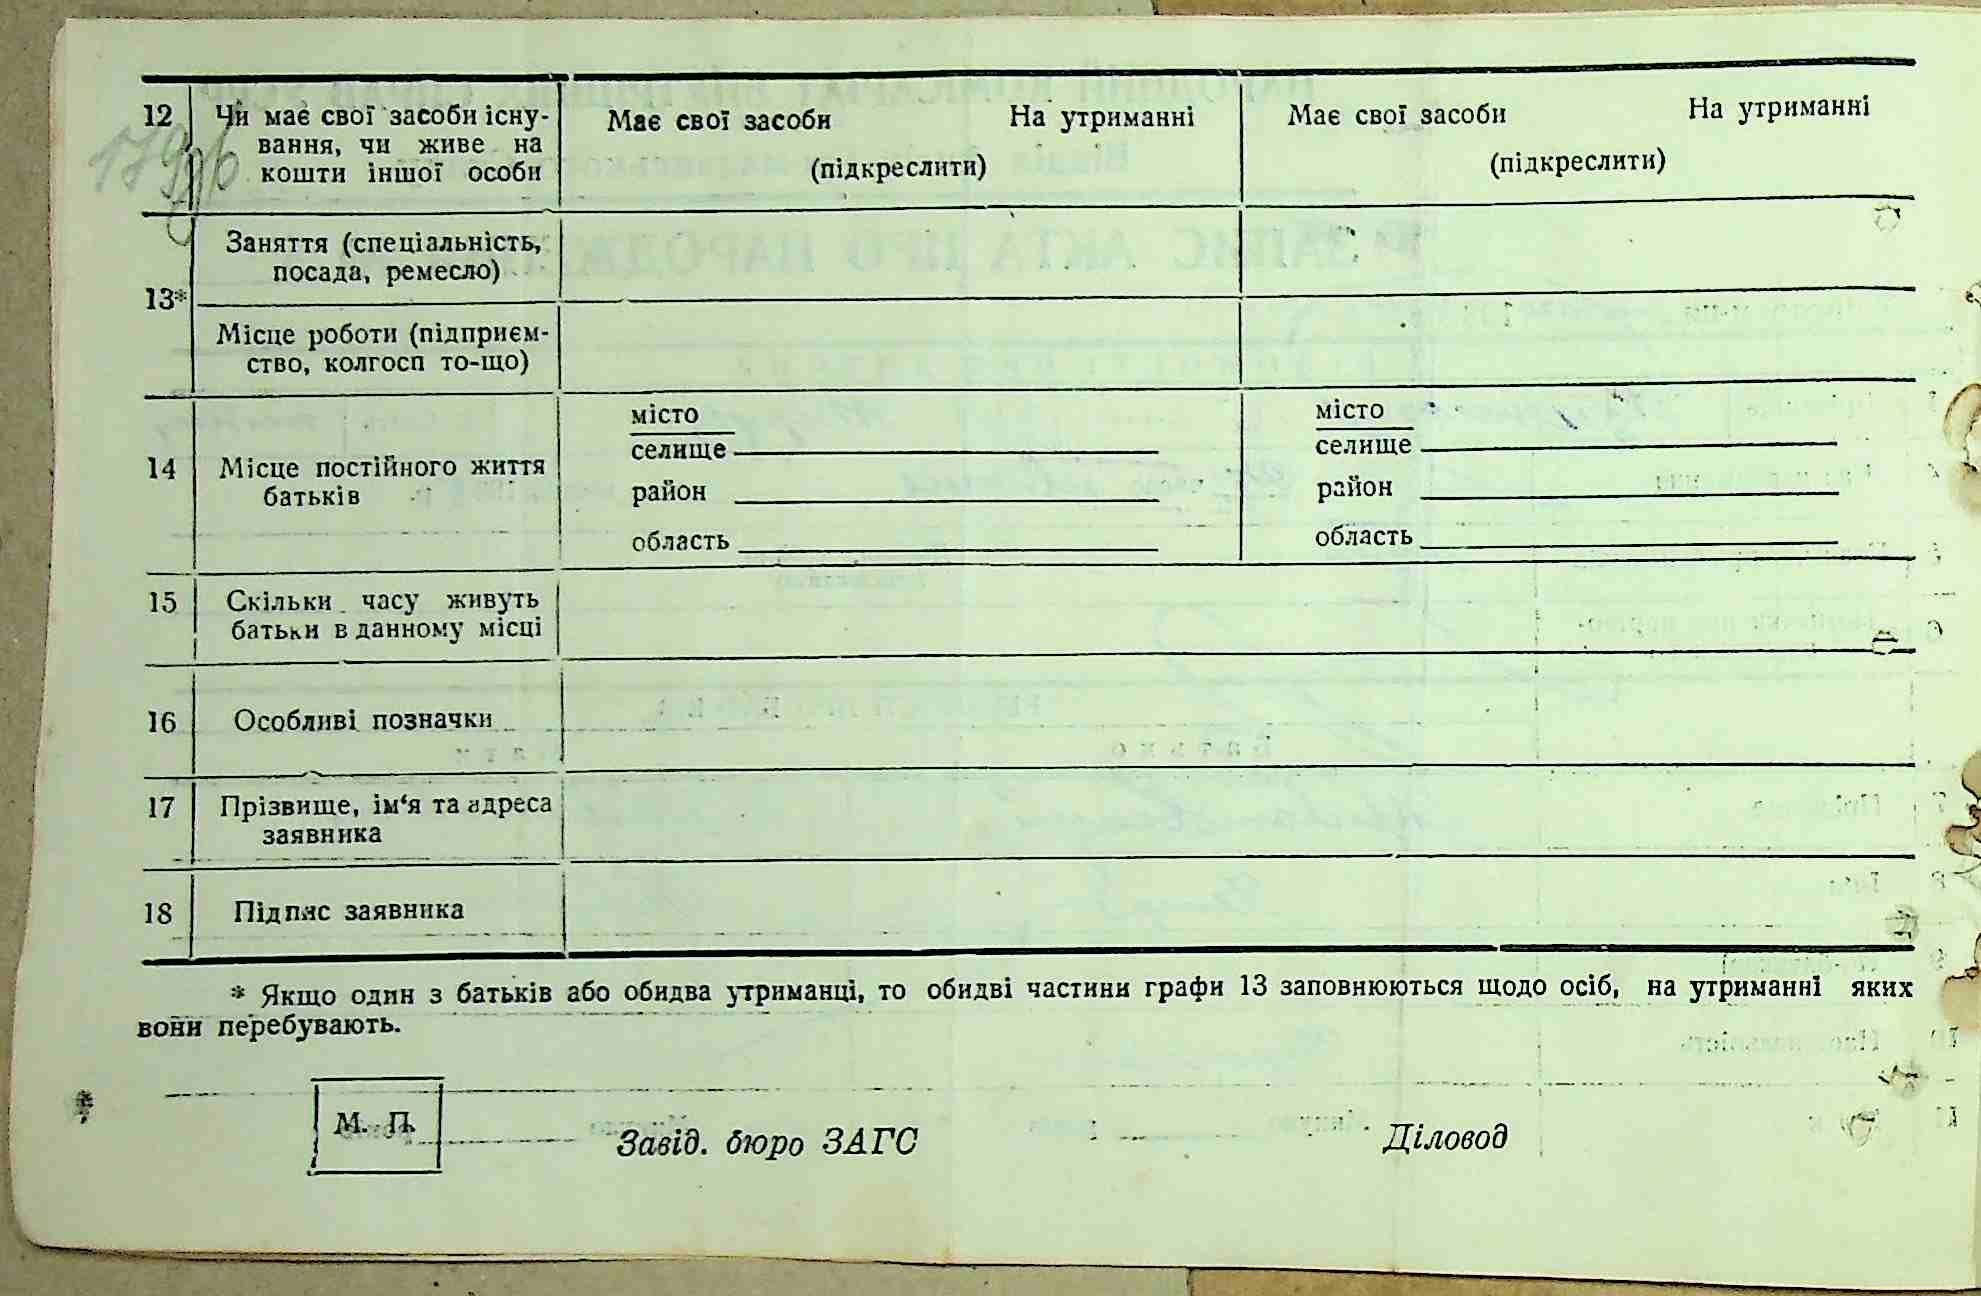 12 Чи має свої засоби існу- Має свої засоби На утриманні Має свої засоби На утриманні
вання, чи живе на (підкреслити) (підкреслити)
кошти іншої особи
13* Заняття (спеціальність,
посада, ремесло)
Місце роботи (підприєм-
ство, колгосп то-що)
14 Місце постійного життя
батьків
місто
селище
район
область
місто
селище
район
область
15 Скільки часу живуть
батьки в данному місці
16 Особливі позначки
17 Прізвище, ім‘я та адреса
заявника
18 Підпис заявника
* Якщо один з батьків або обидва утриманці, то обидві частини графи 13 заповнюються щодо осіб, на утриманні яких
вони перебувають.
М. П.
Завід. бюро ЗАГС Діловод